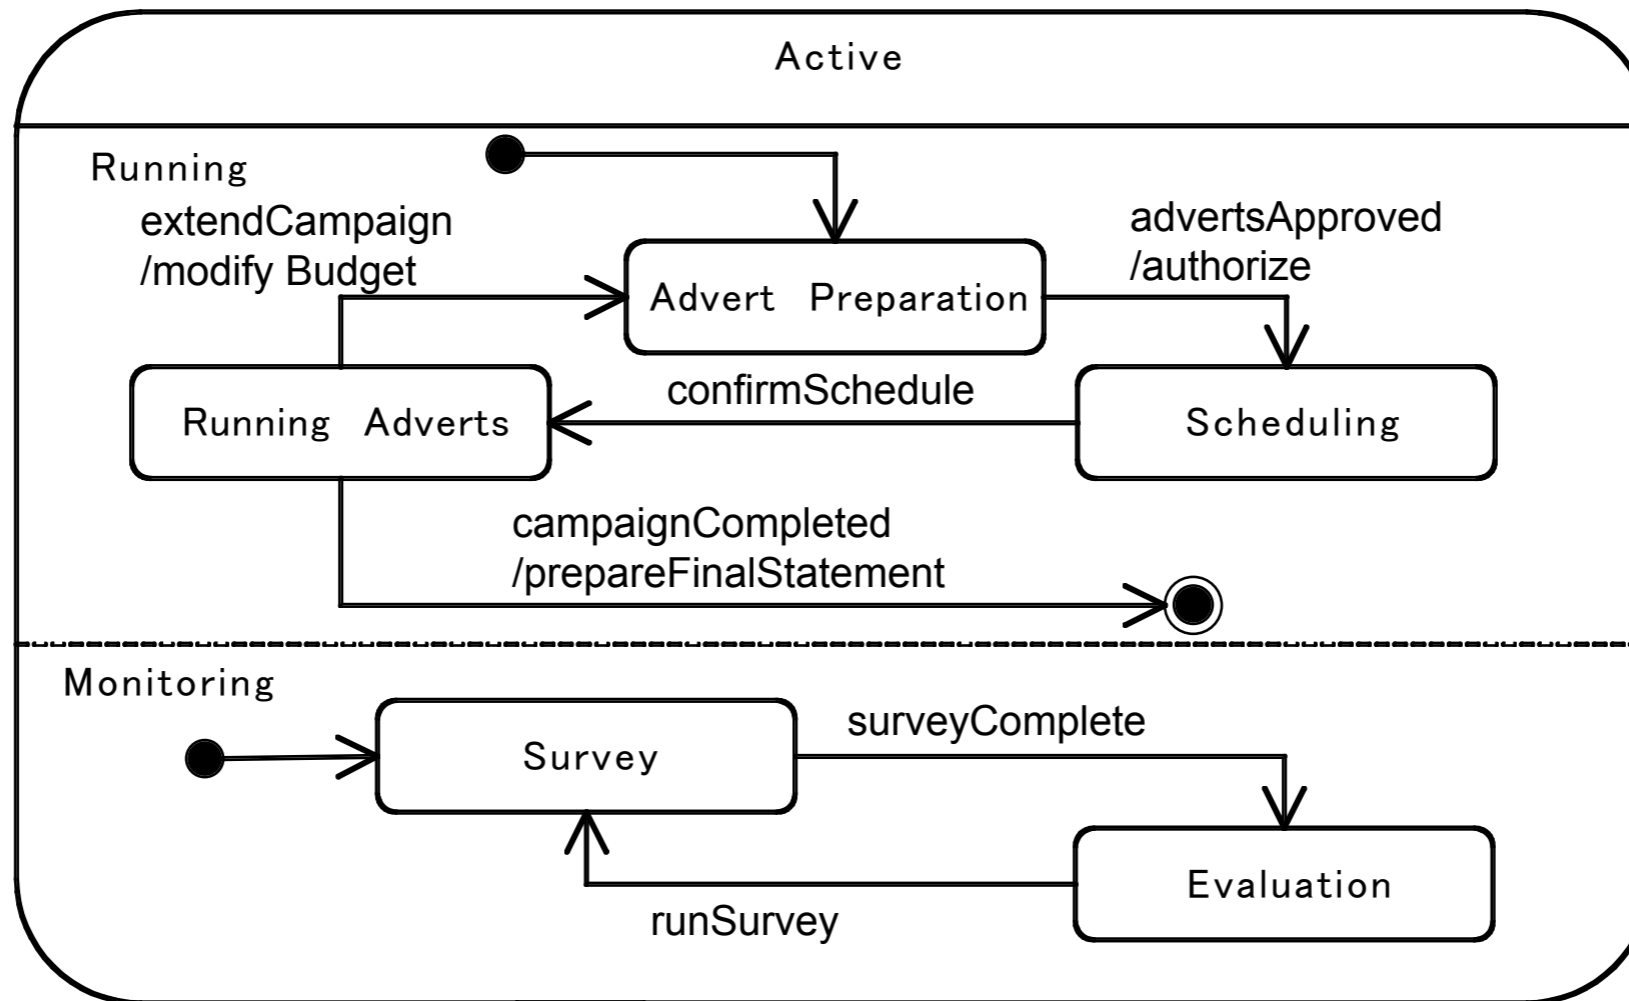 Active
Running
extendCampaign
/modify Budget
advertsApproved
/authorize
Advert Preparation
confirmSchedule
Running Adverts
Scheduling
campaignCompleted
/prepareFinalStatement
Monitoring
Survey
surveyComplete
Evaluation
runSurvey